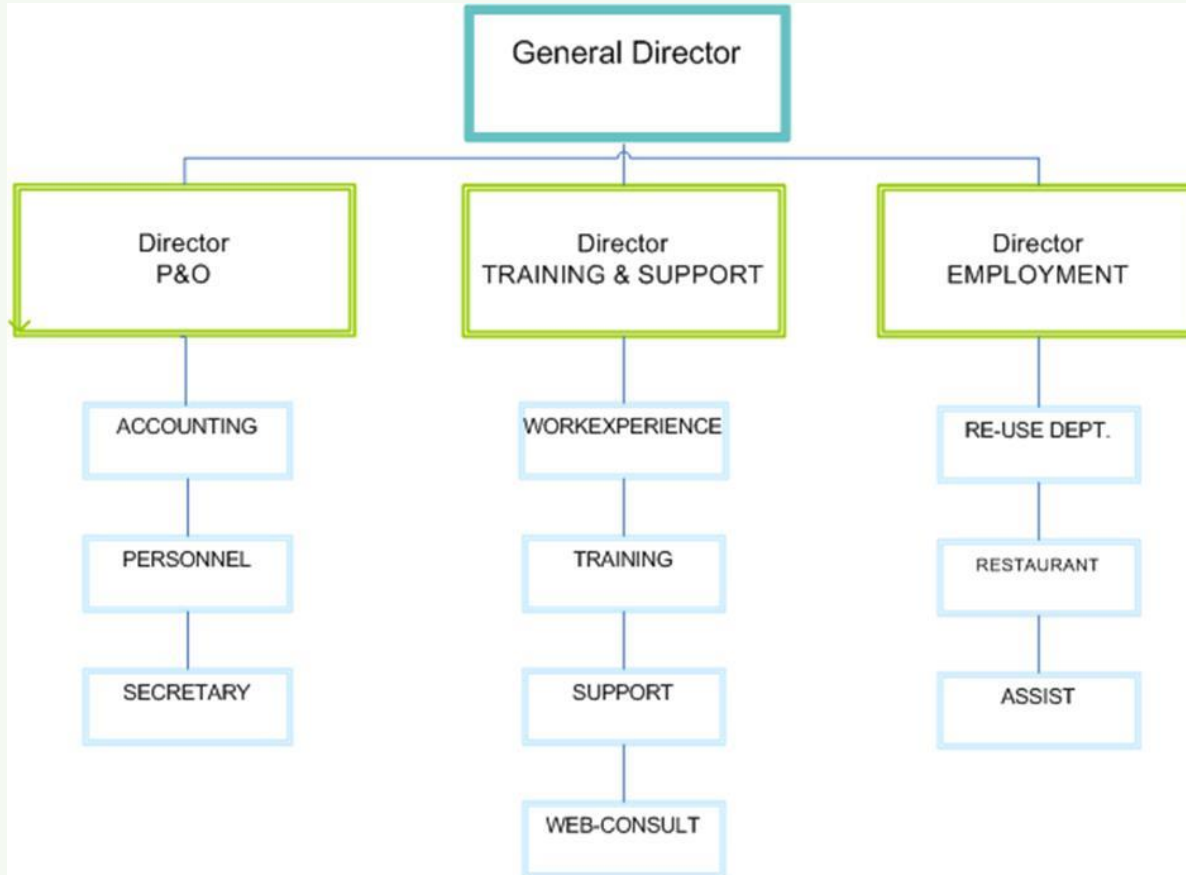 General Director
Director
P&O
Director
TRAINING & SUPPORT
Director
EMPLOYMENT
ACCOUNTING
WORKEXPERIENCE
RE-USE DEPT.
PERSONNEL
TRAINING
RESTAURANT
SECRETARY
SUPPORT
ASSIST
WEB-CONSULT